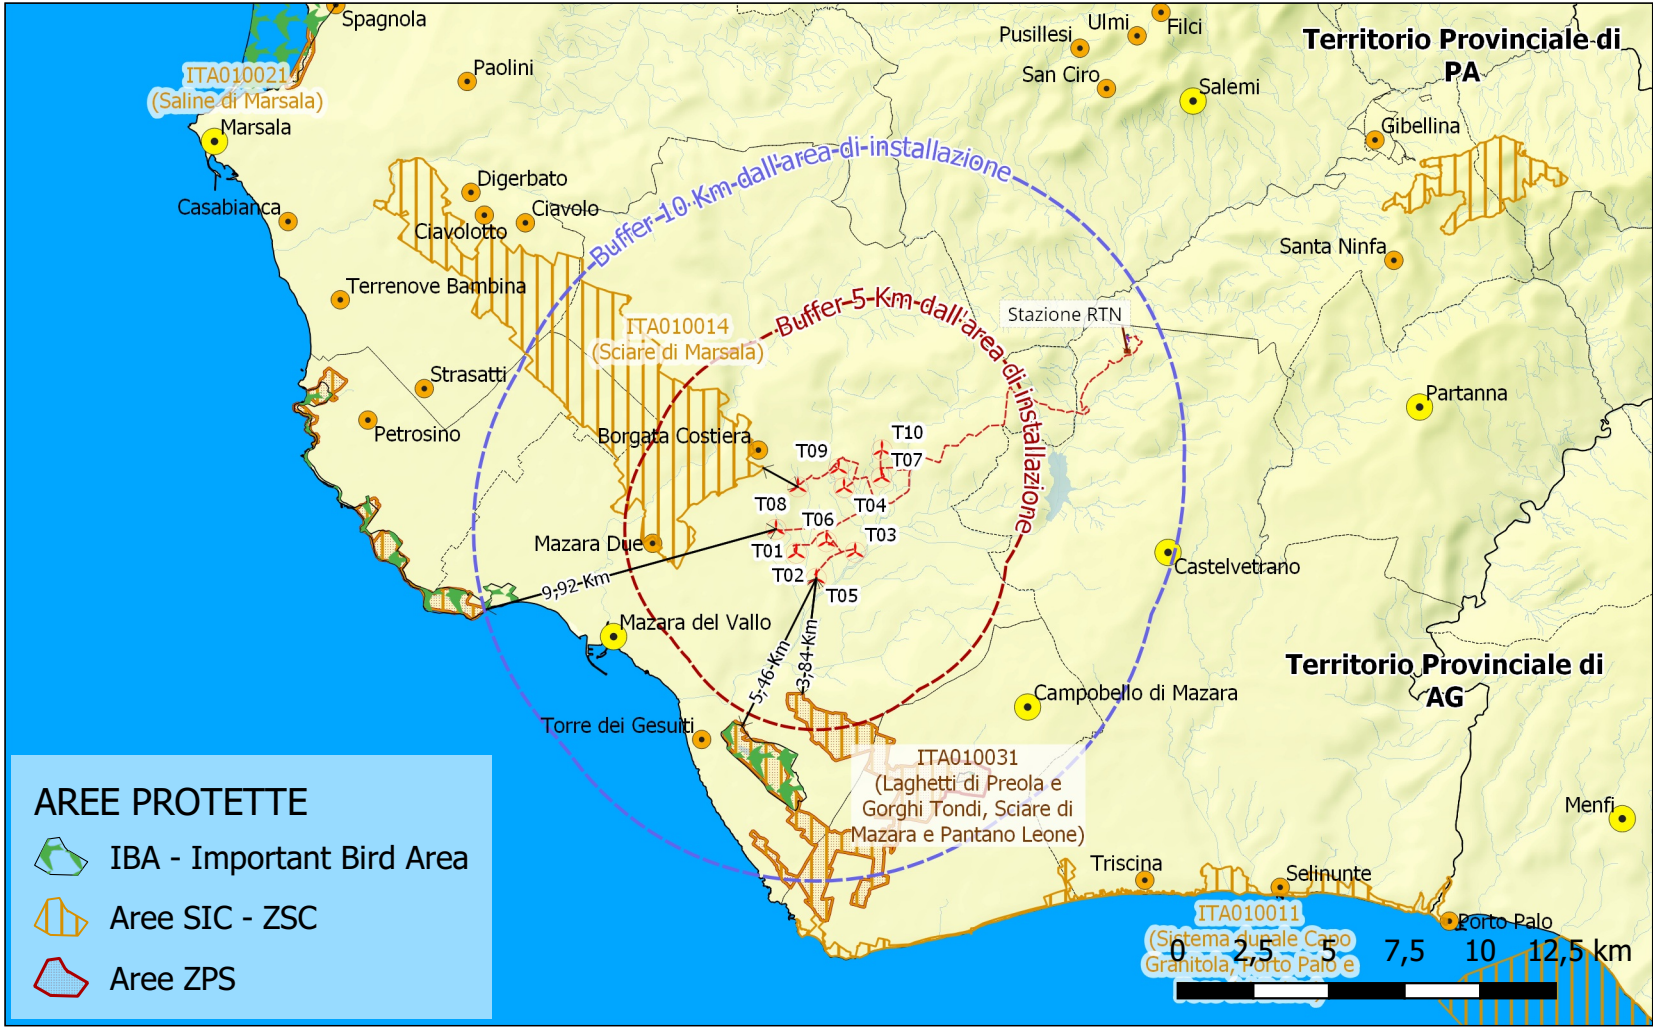 Spagnola
Ulmi
Filci
Pusillesi
Territorio Provinciale di
PA
Paolini
San Ciro
Salemi
ITA010021
(Saline di Marsala)
Marsala
Gibellina
Buffer 10 Km dall'area di installazione
Digerbato
Casabianca
Ciavolo
Ciavolotto
Santa Ninfa
Terrenove Bambina
Buffer 5 Km dall'area di installazione
Stazione RTN
ITA010014
(Sciare di Marsala)
Strasatti
Partanna
Petrosino
Borgata Costiera
T10
T09
T07
T08
T04
T06
T03
Mazara Due
T01
Castelvetrano
T02
9,92 Km
T05
Mazara del Vallo
5,46 Km
3,84 Km
Territorio Provinciale di
AG
Campobello di Mazara
Torre dei Gesuiti
ITA010031
(Laghetti di Preola e
Gorghi Tondi, Sciare di
Mazara e Pantano Leone)
Menfi
Triscina
Selinunte
ITA010011
(Sistema dunale Capo
Granitola, Porto Palo e
Porto Palo
0 2,5 5 7,5 10 12,5 km
AREE PROTETTE
IBA - Important Bird Area
Aree SIC - ZSC
Aree ZPS